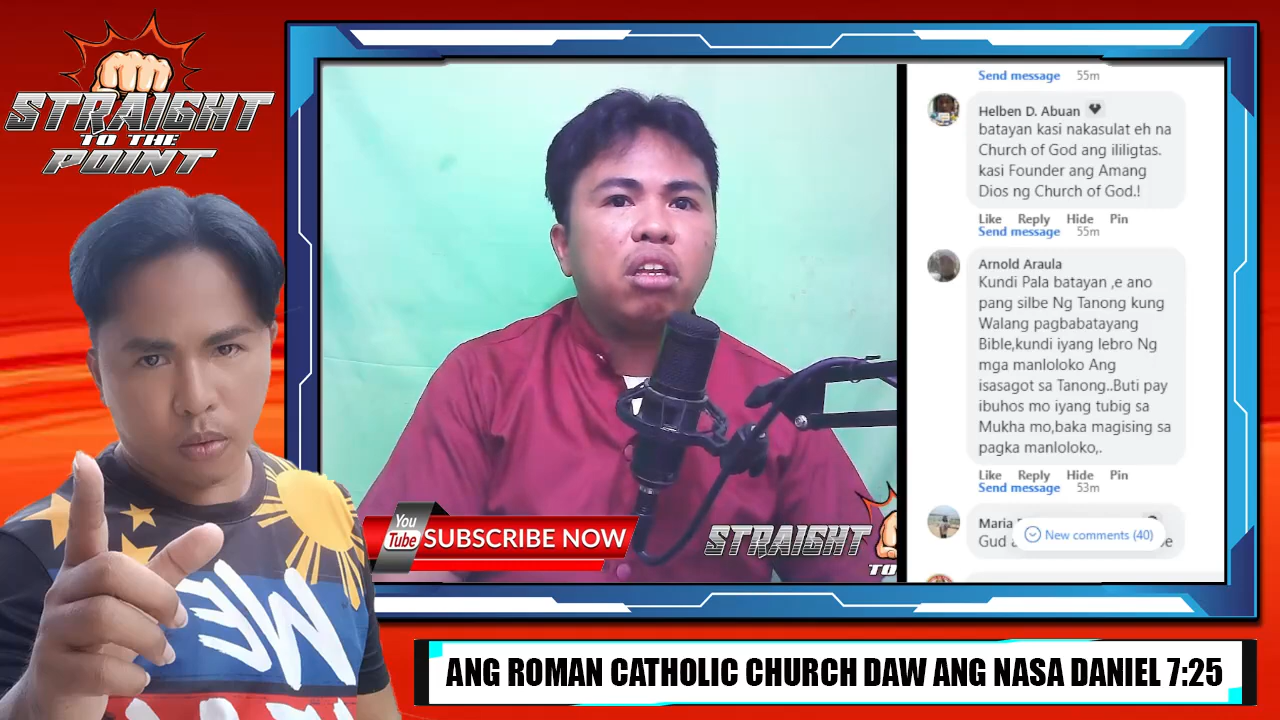 STRAIGHT
TO THE
POINT
Send message 55m
Helben D. Abuan
batayan kasi nakasulat eh na
Church of God ang ililigtas.
kasi Founder ang Amang
Dios ng Church of God.!
Like Reply Hide Pin
Send message 55m
Arnold Araula
Kundi Pala batayan ,e ano
pang silbe Ng Tanong kung
Walang pagbabatayang
Bible,kundi iyang lebro Ng
mga manloloko Ang
isasagot sa Tanong..Buti pay
ibuhos mo iyang tubig sa
Mukha mo,baka magising sa
pagka manloloko,.
Like Reply Hide Pin
Send message 53m
Maria
Gud
New comments (40)
You
Tube
SUBSCRIBE NOW
STRAIGHT
TO
ANG ROMAN CATHOLIC CHURCH DAW ANG NASA DANIEL 7:25